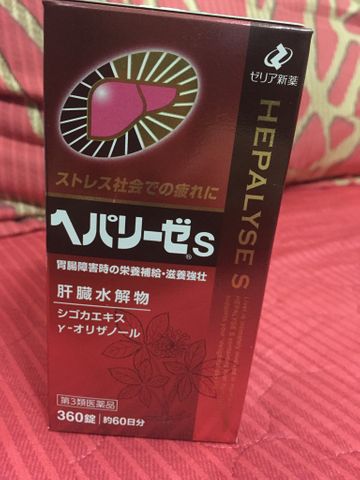 ゼリア新薬
HEPALYSE S
ストレス社会での疲れに
ヘパリーゼS®
胃腸障害時の栄養補給・滋養強壮
肝臓水解物
シゴカエキス
γ-オリザノール
第3類医薬品
360錠 約60日分